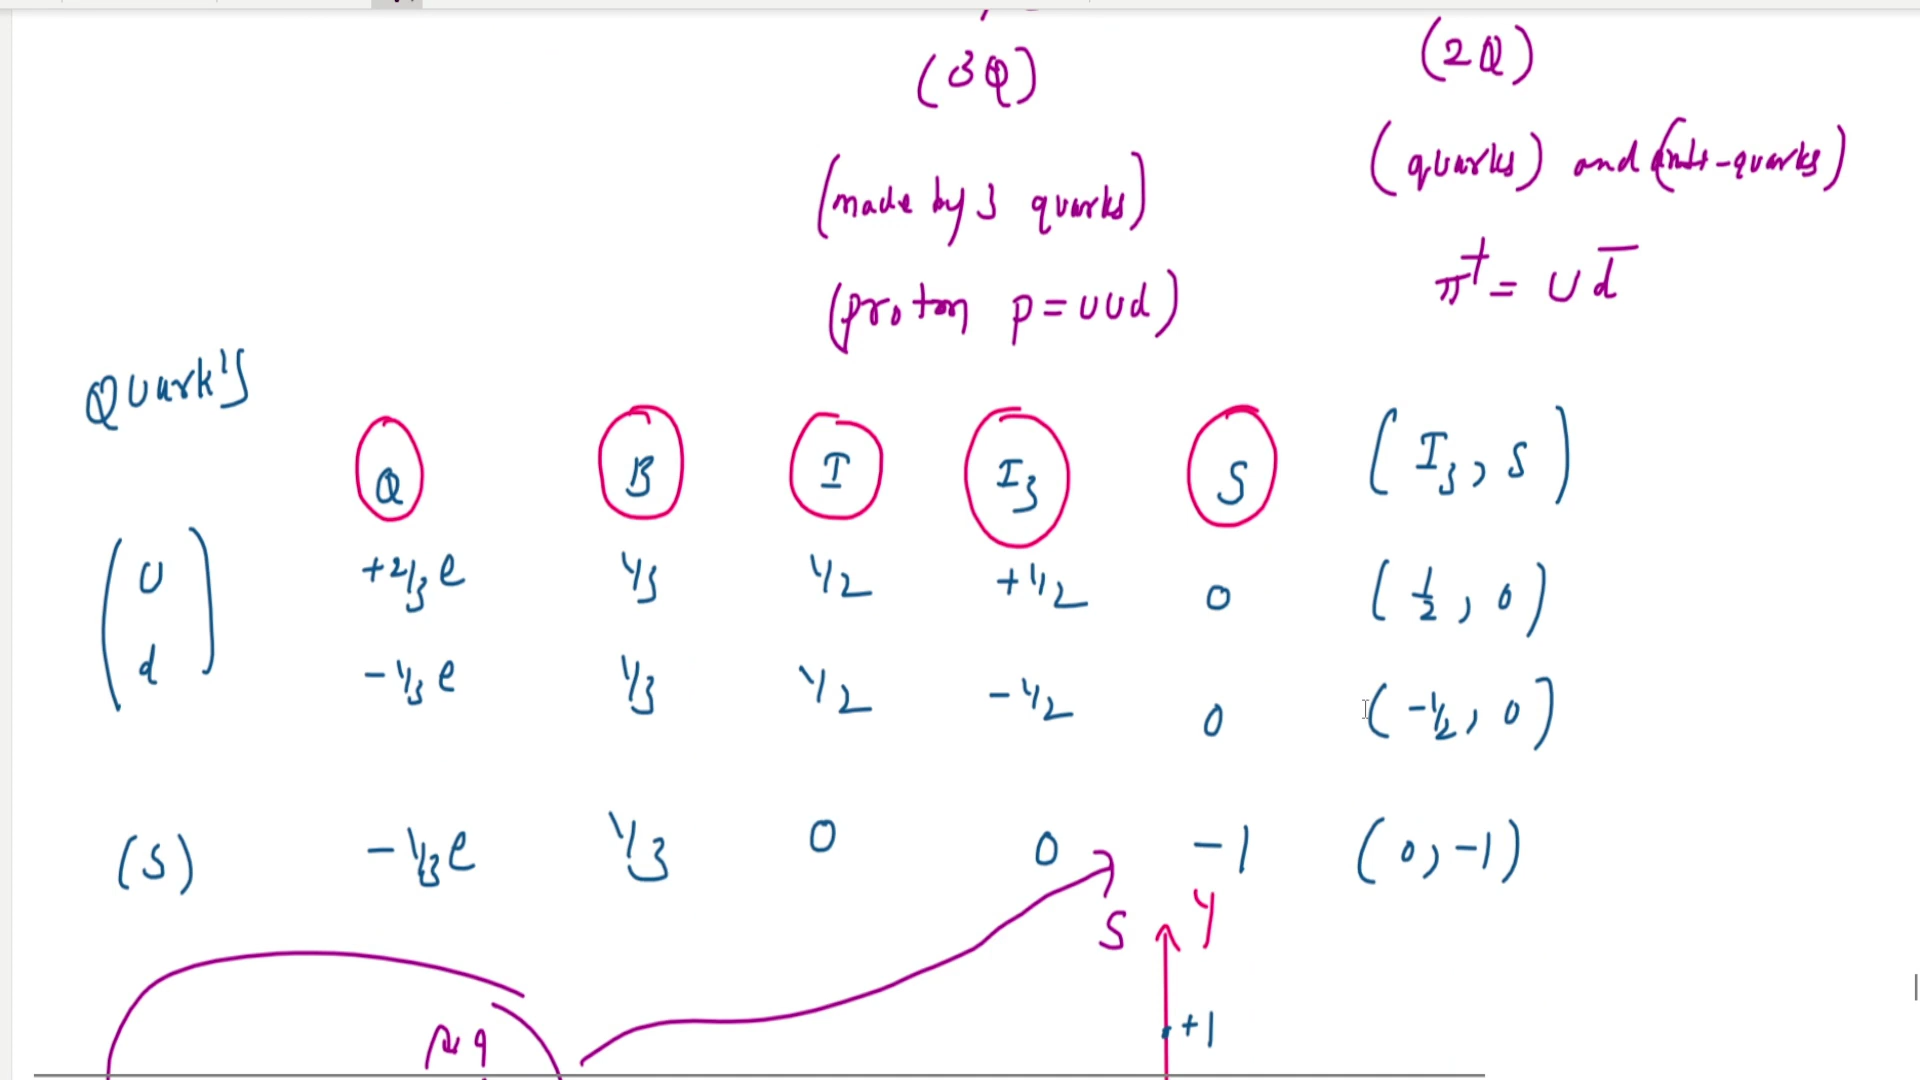 (3Q) (2Q)
(made by 3 quarks) (quarks) and (anti-quarks)
(proton p = uud) π⁺ = u d̅
Quark's
Q B I I₃ S (I₃, S)
u +2/3 e 1/3 1/2 +1/2 0 (1/2, 0)
d -1/3 e 1/3 1/2 -1/2 0 (-1/2, 0)
(s) -1/3 e 1/3 0 0 -1 (0, -1)
S y
+1